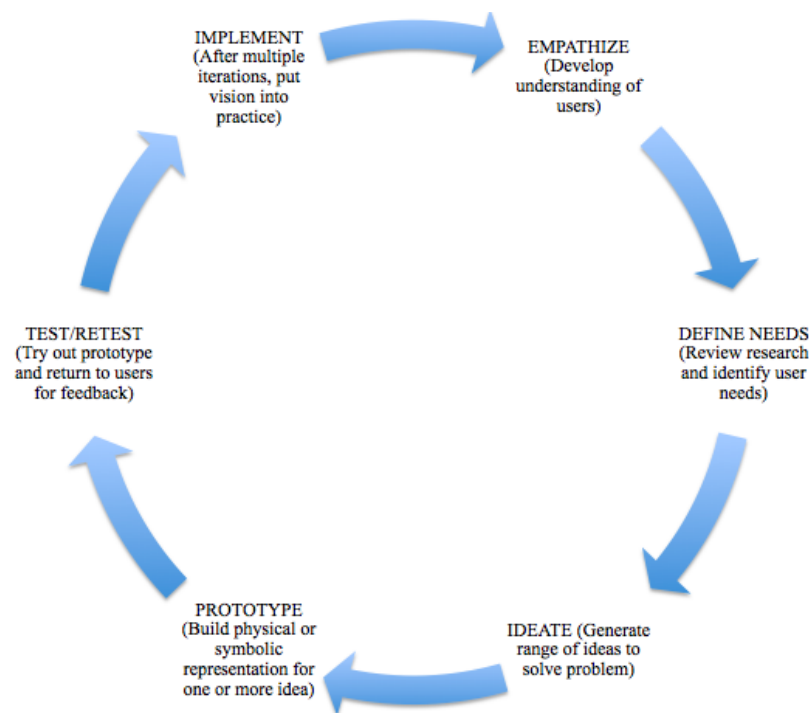 IMPLEMENT
(After multiple
iterations, put
vision into
practice)
EMPATHIZE
(Develop
understanding of
users)
DEFINE NEEDS
(Review research
and identify user
needs)
IDEATE (Generate
range of ideas to
solve problem)
PROTOTYPE
(Build physical or
symbolic
representation for
one or more idea)
TEST/RETEST
(Try out prototype
and return to users
for feedback)